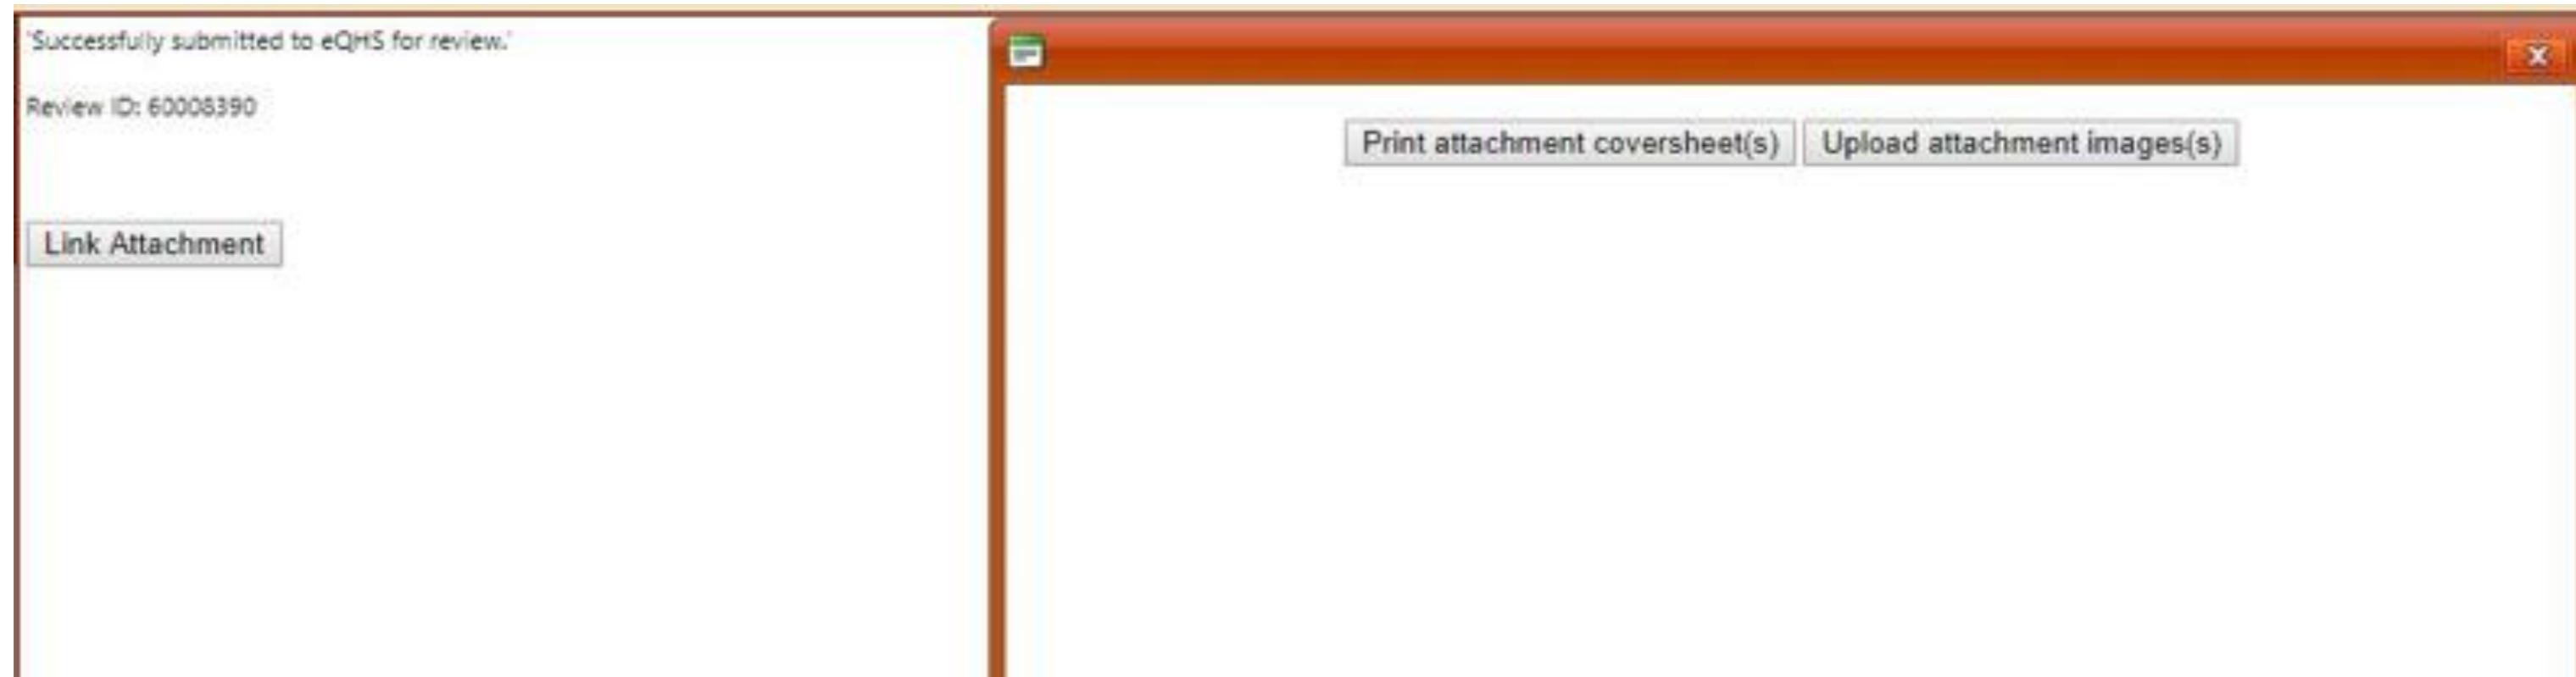 'Successfully submitted to eQHS for review.'
Review ID: 60008390
Link Attachment
Print attachment coversheet(s) Upload attachment images(s)